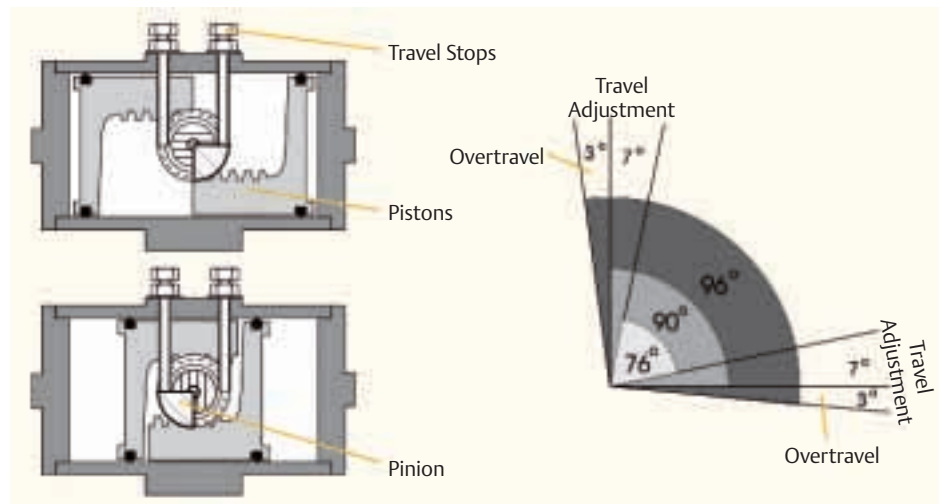 Travel Stops
Pistons
Pinion
Travel
Adjustment
Overtravel
3°
7°
96°
90°
76°
Travel
Adjustment
7°
3°
Overtravel